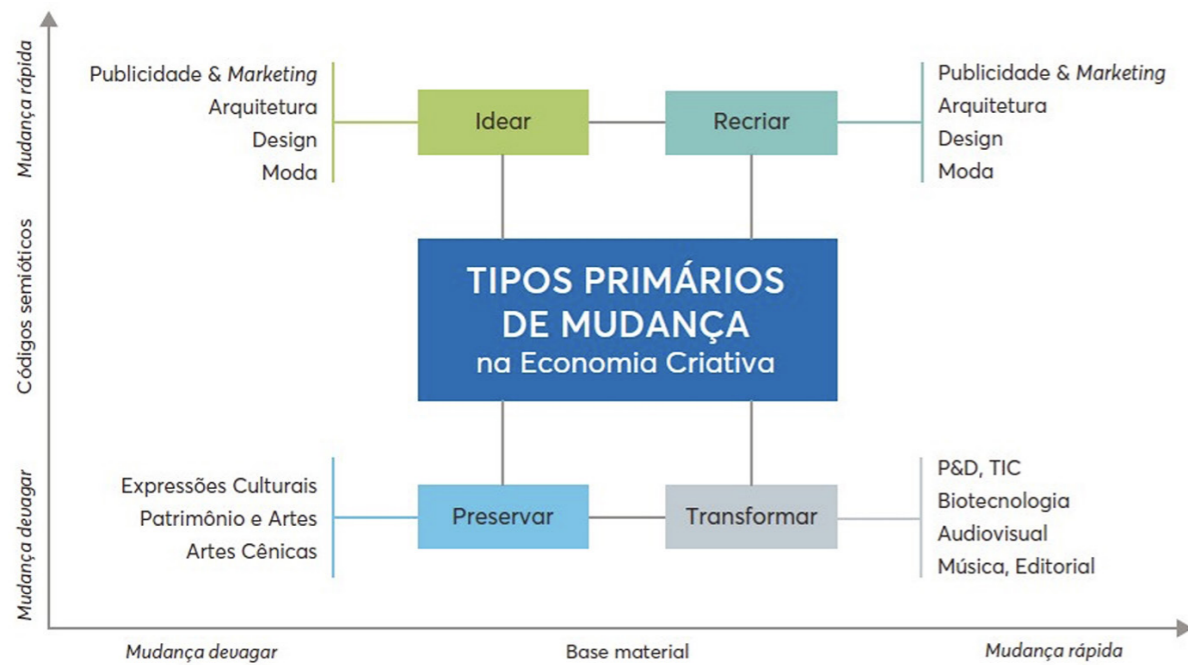 Mudança rápida
Códigos semióticos
Mudança devagar
Publicidade & Marketing
Arquitetura
Design
Moda
Idear
Recriar
Publicidade & Marketing
Arquitetura
Design
Moda
TIPOS PRIMÁRIOS
DE MUDANÇA
na Economia Criativa
Expressões Culturais
Patrimônio e Artes
Artes Cênicas
Preservar
Transformar
P&D, TIC
Biotecnologia
Audiovisual
Música, Editorial
Mudança devagar
Base material
Mudança rápida